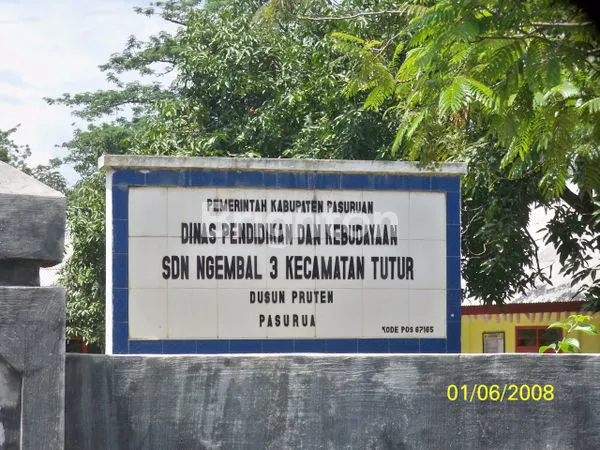 PEMERINTAH KABUPATEN PASURUAN
DINAS PENDIDIKAN DAN KEBUDAYAAN
SDN NGEMBAL 3 KECAMATAN TUTUR
DUSUN PRUTEN
PASURUA
KODE POS 67165
01/06/2008